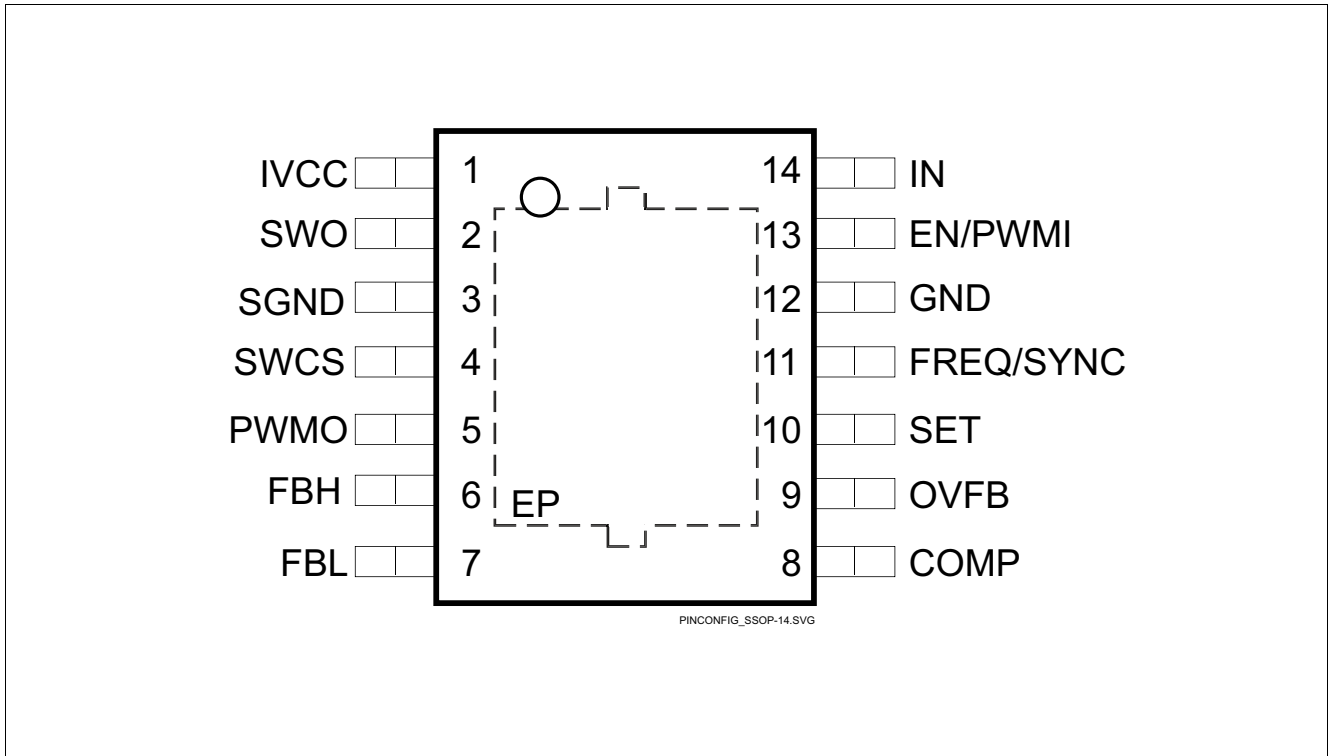 IVCC 1 14 IN
SWO 2 13 EN/PWMI
SGND 3 12 GND
SWCS 4 11 FREQ/SYNC
PWMO 5 10 SET
FBH 6 EP 9 OVFB
FBL 7 8 COMP
PINCONFIG_SSOP-14.SVG